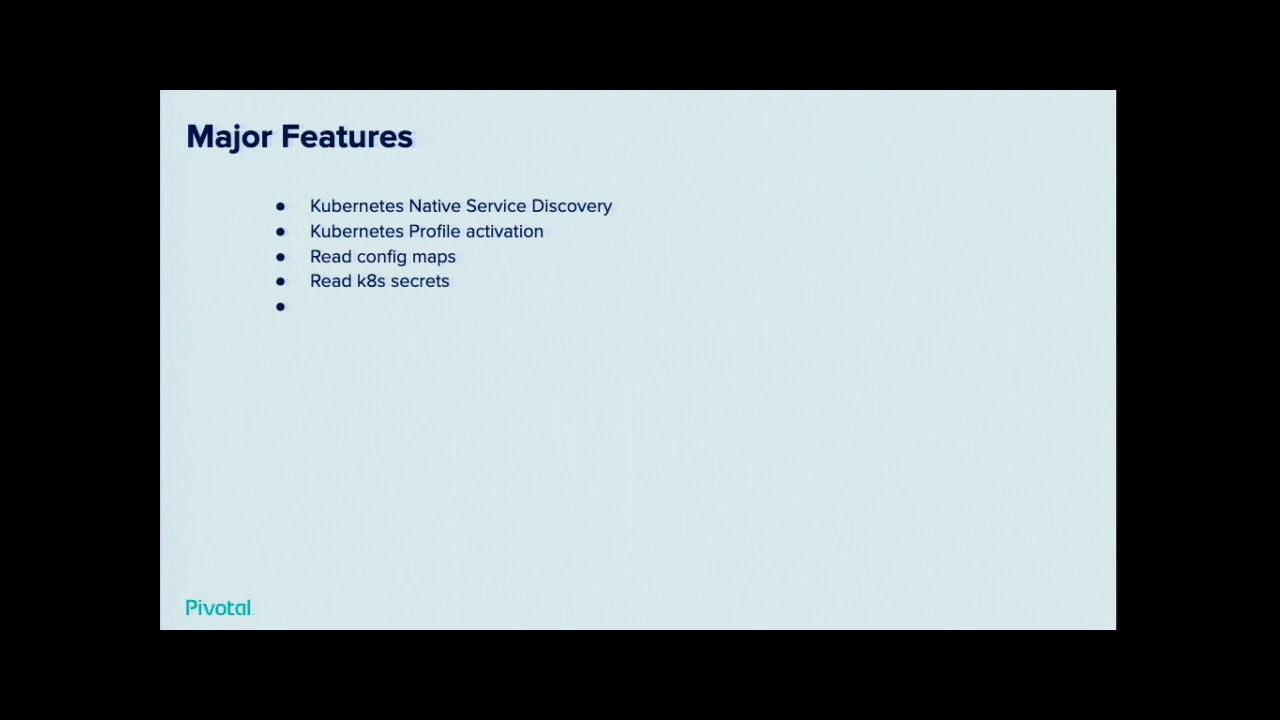 Major Features
● Kubernetes Native Service Discovery
● Kubernetes Profile activation
● Read config maps
● Read k8s secrets
●
Pivotal